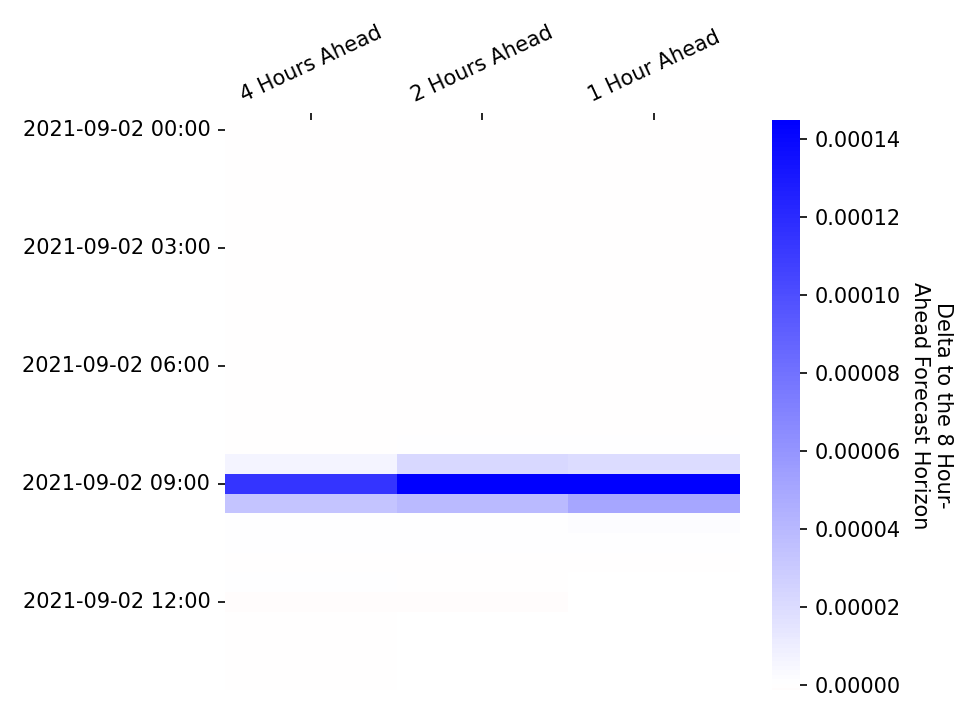 4 Hours Ahead
2 Hours Ahead
1 Hour Ahead
2021-09-02 00:00
2021-09-02 03:00
2021-09-02 06:00
2021-09-02 09:00
2021-09-02 12:00
0.00014
0.00012
0.00010
0.00008
0.00006
0.00004
0.00002
0.00000
Delta to the 8 Hour-
Ahead Forecast Horizon